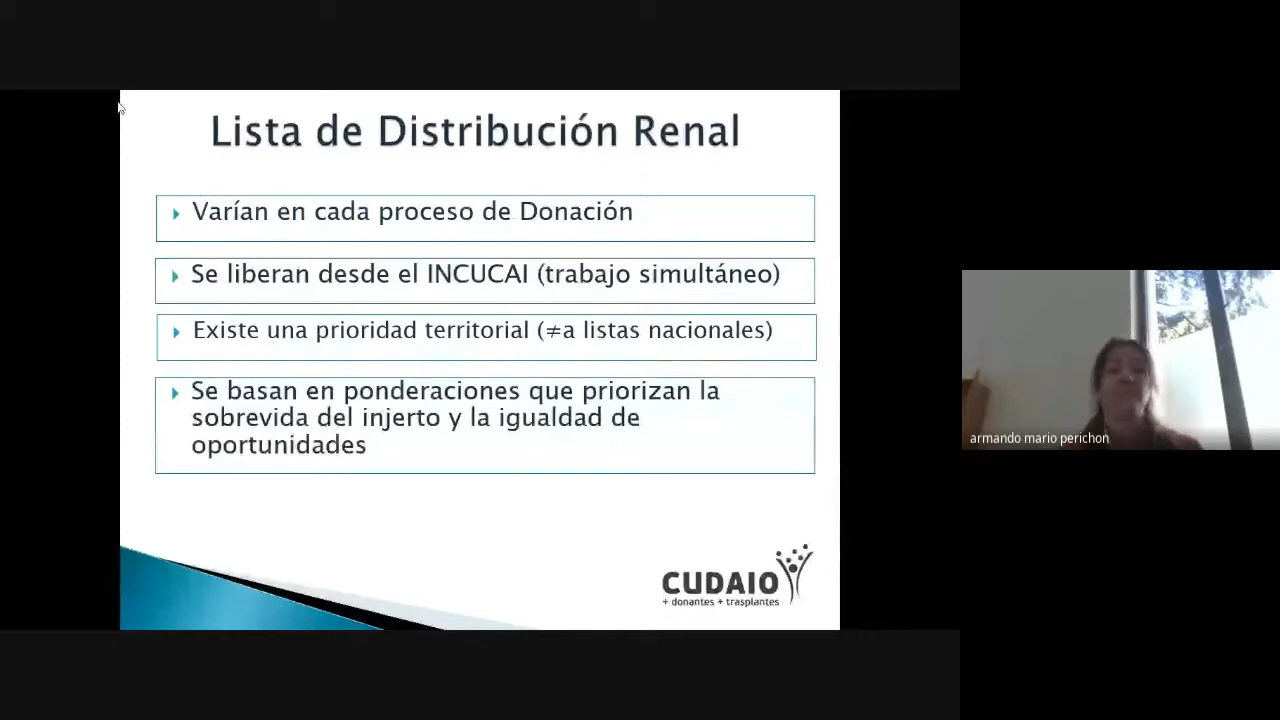 Lista de Distribución Renal
Varían en cada proceso de Donación
Se liberan desde el INCUCAI (trabajo simultáneo)
Existe una prioridad territorial (≠a listas nacionales)
Se basan en ponderaciones que priorizan la
sobrevida del injerto y la igualdad de
oportunidades
CUDAIO
+ donantes + trasplantes
armando mario perichon